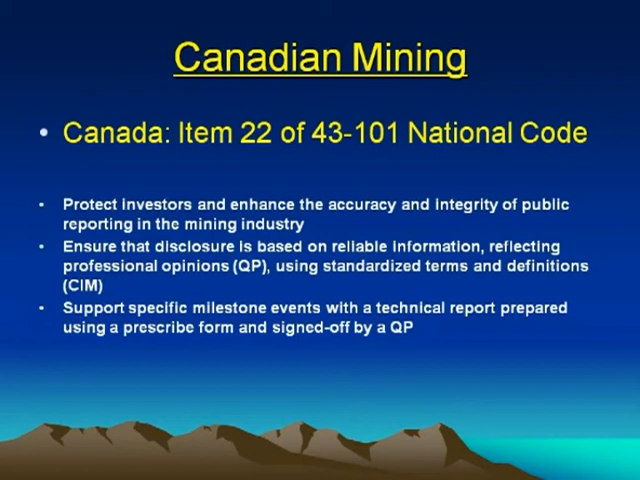 Canadian Mining
• Canada: Item 22 of 43-101 National Code
• Protect investors and enhance the accuracy and integrity of public
reporting in the mining industry
• Ensure that disclosure is based on reliable information, reflecting
professional opinions (QP), using standardized terms and definitions
(CIM)
• Support specific milestone events with a technical report prepared
using a prescribe form and signed-off by a QP